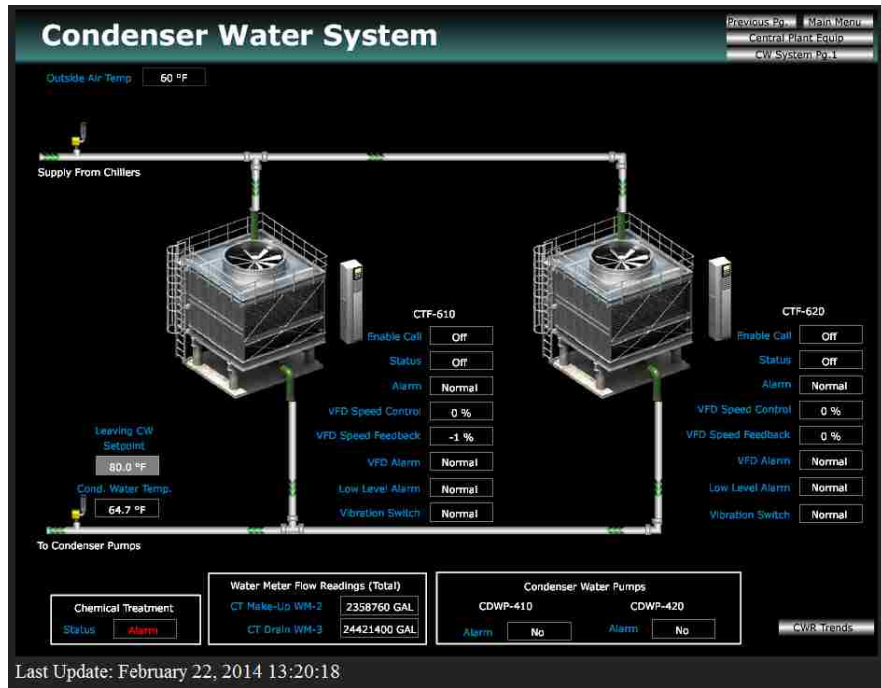 Condenser Water System
Previous Pg. Main Menu
Central Plant Equip
CW System Pg.1
Outside Air Temp 60 °F
Supply From Chillers
CTF-610
Enable Call Off
Status Off
Alarm Normal
VFD Speed Control 0 %
VFD Speed Feedback -1 %
VFD Alarm Normal
Low Level Alarm Normal
Vibration Switch Normal
CTF-620
Enable Call Off
Status Off
Alarm Normal
VFD Speed Control 0 %
VFD Speed Feedback 0 %
VFD Alarm Normal
Low Level Alarm Normal
Vibration Switch Normal
Leaving CW
Setpoint
80.0 °F
Cond. Water Temp.
64.7 °F
To Condenser Pumps
Chemical Treatment
Status Alarm
Water Meter Flow Readings (Total)
CT Make-Up WM-2 2358760 GAL
CT Drain WM-3 24421400 GAL
Condenser Water Pumps
CDWP-410 CDWP-420
Alarm No Alarm No
CWR Trends
Last Update: February 22, 2014 13:20:18